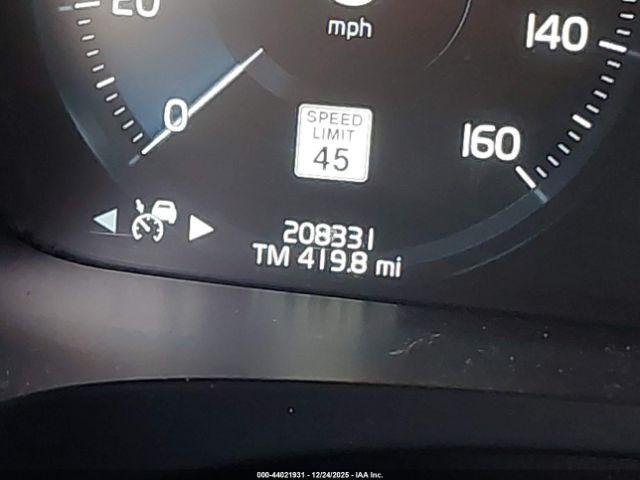 20
mph
140
0
SPEED
LIMIT
45
160
208331
TM 419.8 mi
000-44021931 - 12/24/2025 - IAA Inc.